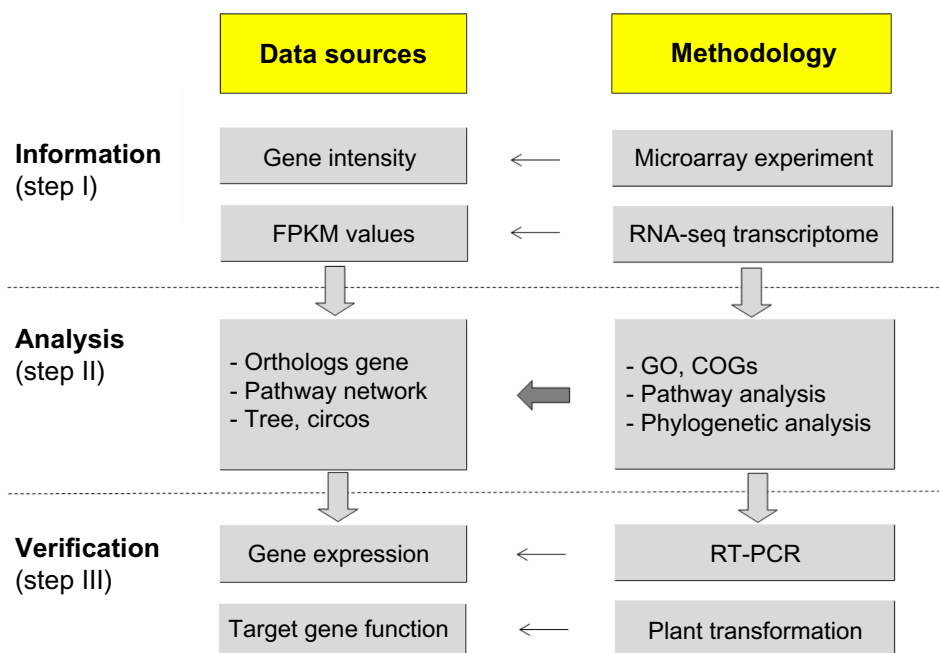 Data sources
Methodology
Information
(step I)
Gene intensity
Microarray experiment
FPKM values
RNA-seq transcriptome
Analysis
(step II)
- Orthologs gene
- Pathway network
- Tree, circos
- GO, COGs
- Pathway analysis
- Phylogenetic analysis
Verification
(step III)
Gene expression
RT-PCR
Target gene function
Plant transformation